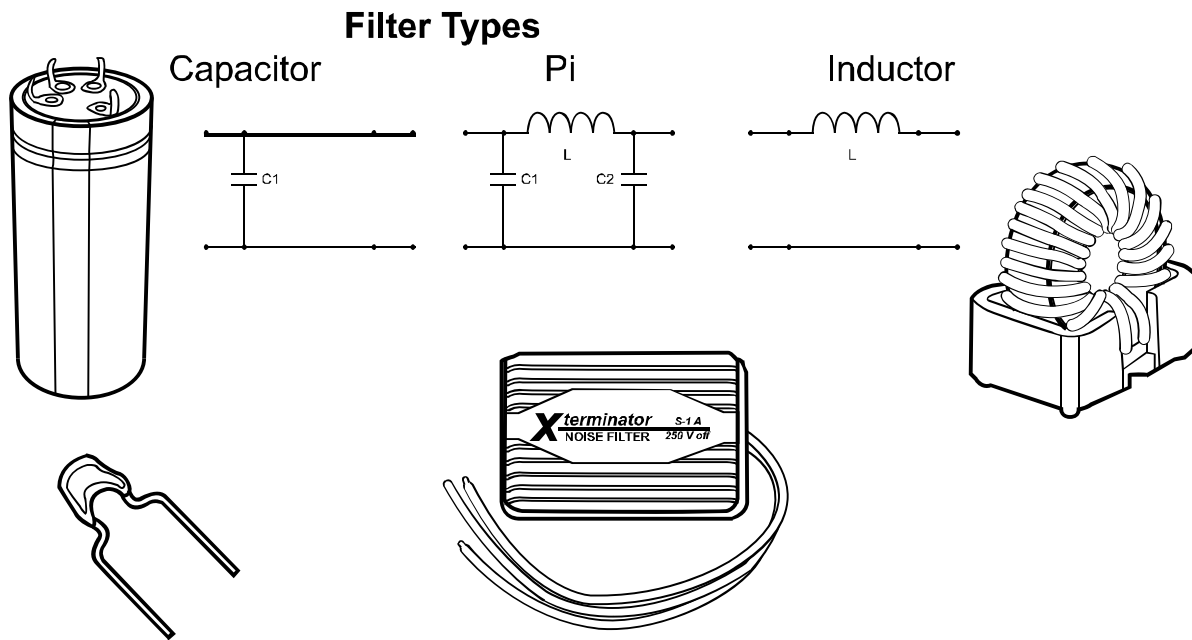 Filter Types
Capacitor
Pi
Inductor
C1
L
C1
C2
L
Xterminator
NOISE FILTER
S-1 A
250 V off